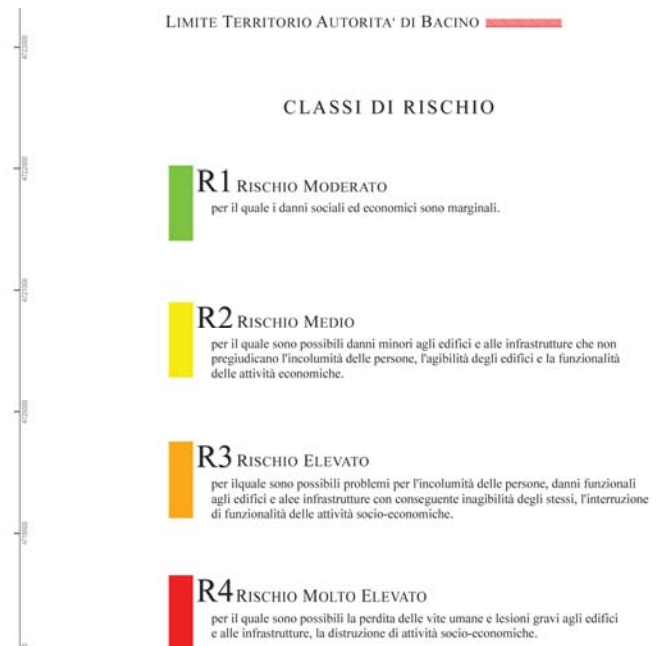 LIMITE TERRITORIO AUTORITA' DI BACINO
CLASSI DI RISCHIO
R1 RISCHIO MODERATO
per il quale i danni sociali ed economici sono marginali.
R2 RISCHIO MEDIO
per il quale sono possibili danni minori agli edifici e alle infrastrutture che non
pregiudicano l'incolumità delle persone, l'agibilità degli edifici e la funzionalità
delle attività economiche.
R3 RISCHIO ELEVATO
per ilquale sono possibili problemi per l'incolumità delle persone, danni funzionali
agli edifici e alee infrastrutture con conseguente inagibilità degli stessi, l'interruzione
di funzionalità delle attività socio-economiche.
R4 RISCHIO MOLTO ELEVATO
per il quale sono possibili la perdita delle vite umane e lesioni gravi agli edifici
e alle infrastrutture, la distruzione di attività socio-economiche.
4723000
4722000
4721000
4720000
4719000